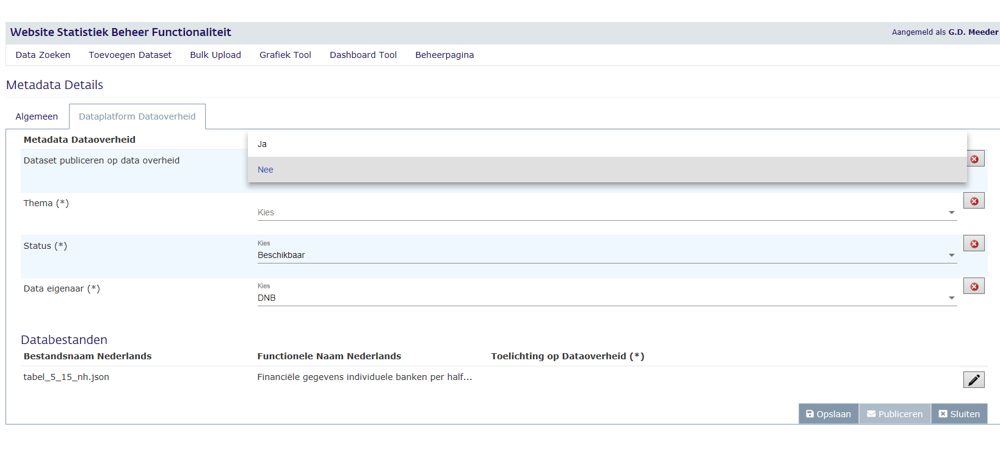 Website Statistiek Beheer Functionaliteit
Aangemeld als G.D. Meeder
Data Zoeken Toevoegen Dataset Bulk Upload Grafiek Tool Dashboard Tool Beheerpagina
Metadata Details
Algemeen Dataplatform Dataoverheid
Metadata Dataoverheid
Ja
Dataset publiceren op data overheid
Nee
Thema (*)
Kies
Status (*)
Kies
Beschikbaar
Data eigenaar (*)
Kies
DNB
Databestanden
Bestandsnaam Nederlands Functionele Naam Nederlands Toelichting op Dataoverheid (*)
tabel_5_15_nh.json Financiële gegevens individuele banken per half...
Opslaan Publiceren Sluiten